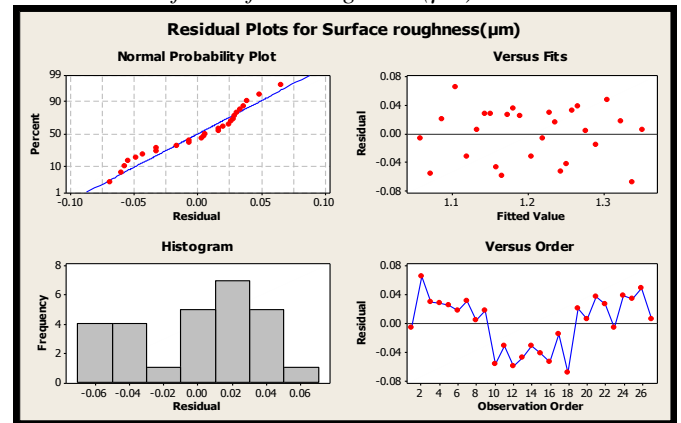 Residual Plots for Surface roughness(μm)
Normal Probability Plot
Versus Fits
99
90
50
10
1
Percent
-0.10 -0.05 0.00 0.05 0.10
Residual
0.08
0.04
0.00
-0.04
-0.08
Residual
1.1 1.2 1.3
Fitted Value
Histogram
Versus Order
8
6
4
2
0
Frequency
-0.06 -0.04 -0.02 0.00 0.02 0.04 0.06
Residual
0.08
0.04
0.00
-0.04
-0.08
Residual
2 4 6 8 10 12 14 16 18 20 22 24 26
Observation Order